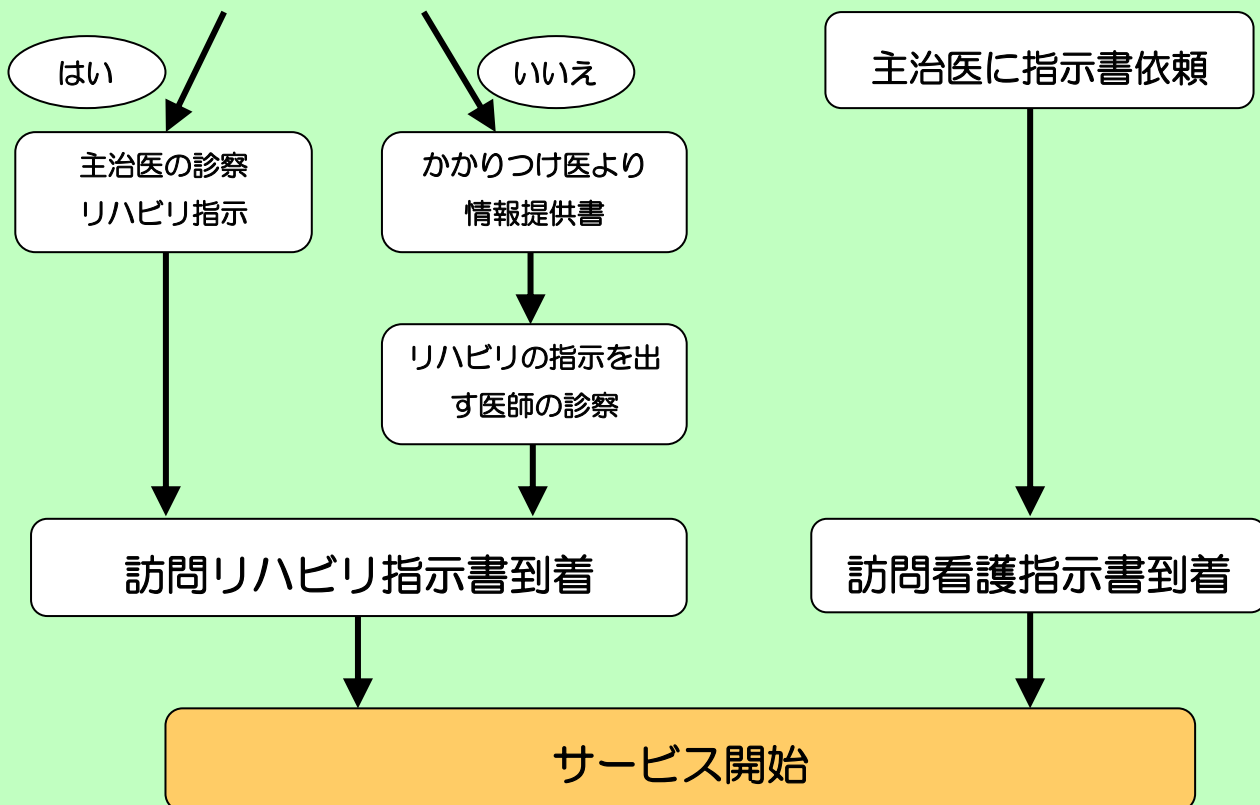 はい
いいえ
主治医に指示書依頼
主治医の診察
リハビリ指示
かかりつけ医より
情報提供書
リハビリの指示を出
す医師の診察
訪問リハビリ指示書到着
訪問看護指示書到着
サービス開始